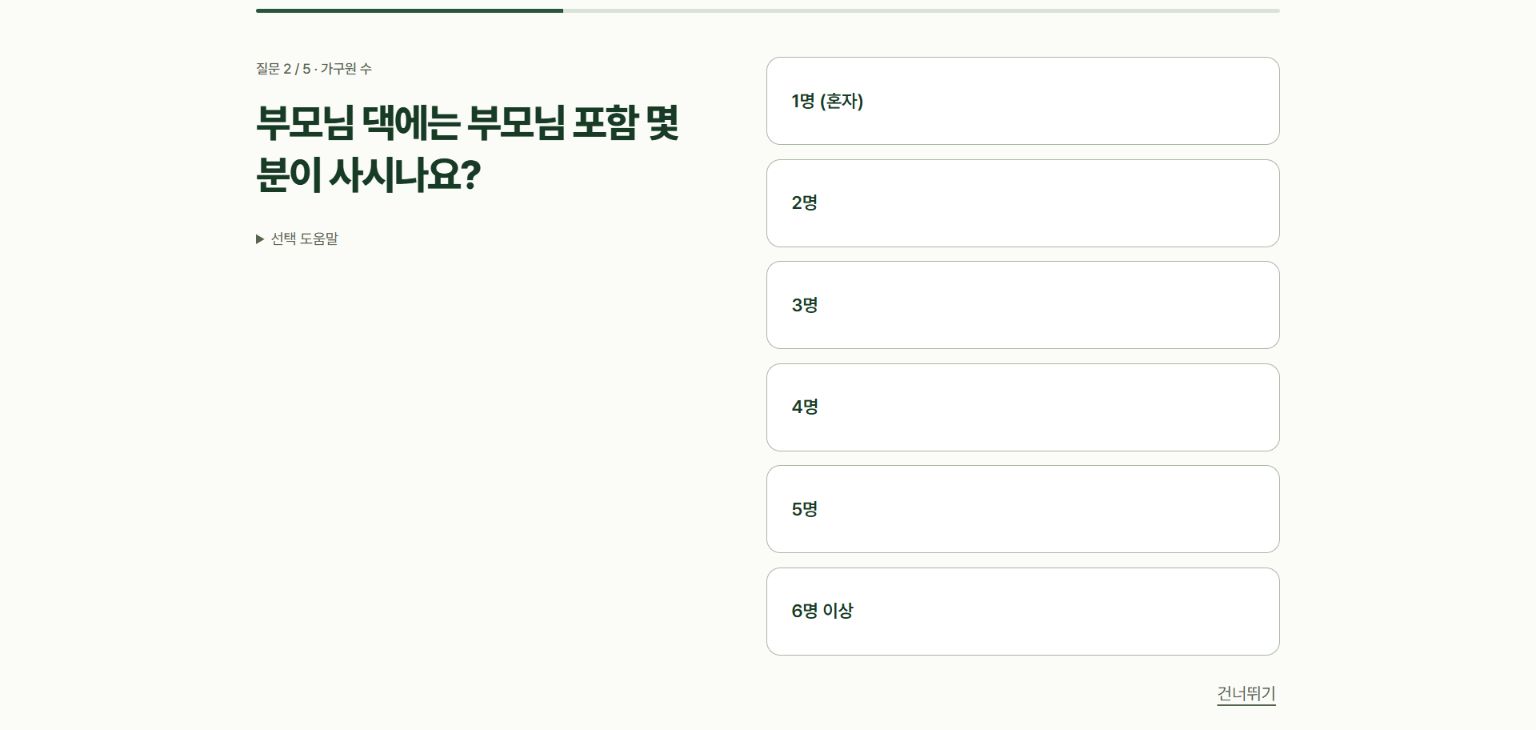 질문 2 / 5 · 가구원 수
부모님 댁에는 부모님 포함 몇
분이 사시나요?
▶ 선택 도움말
1명 (혼자)
2명
3명
4명
5명
6명 이상
건너뛰기